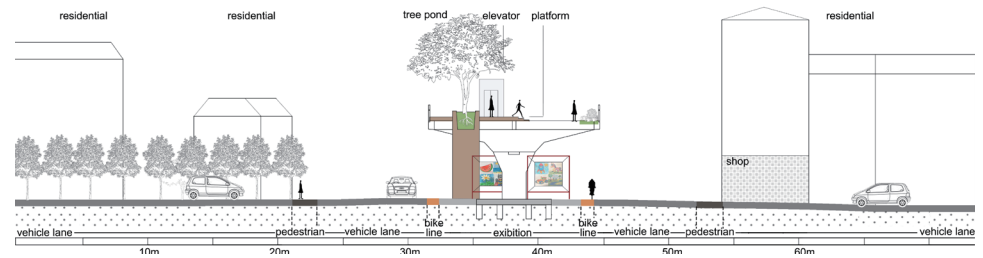 residential
residential
tree pond
elevator
platform
residential
shop
vehicle lane
pedestrian
vehicle lane
bike
line
exibition
bike
line
vehicle lane
pedestrian
vehicle lane
10m
20m
30m
40m
50m
60m